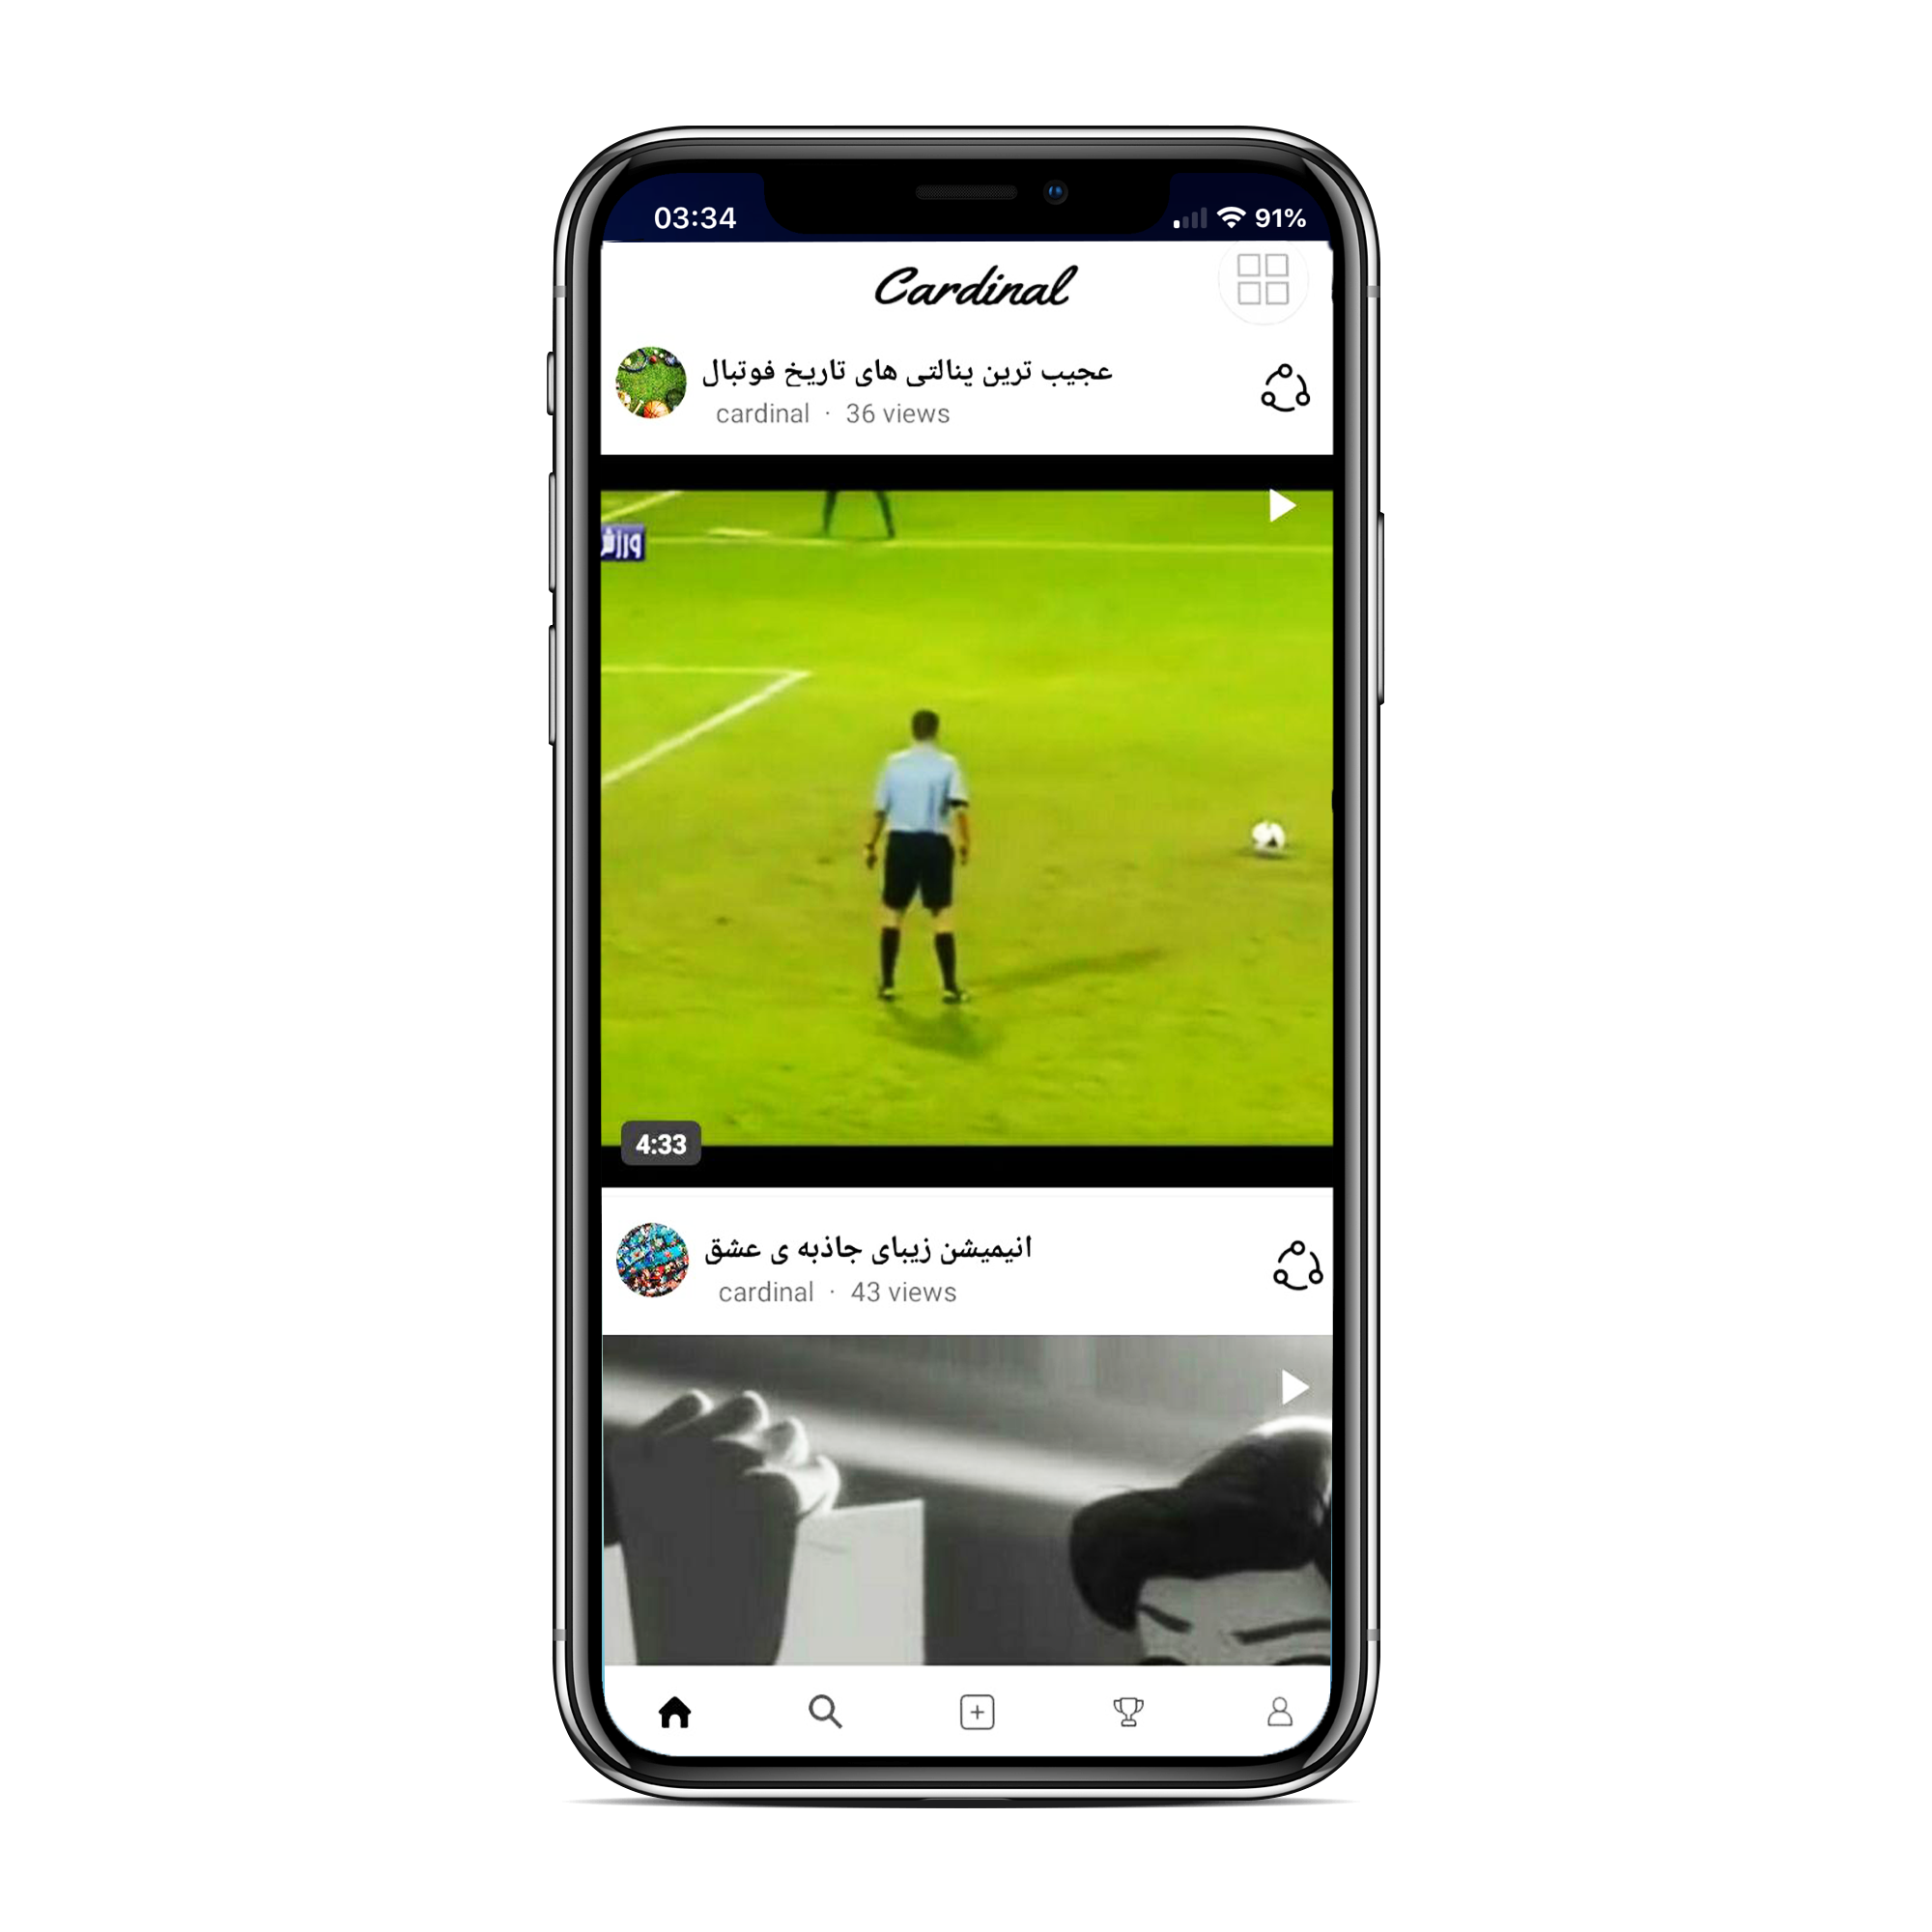 03:34
91%
Cardinal
عجیب ترین پنالتی های تاریخ فوتبال
cardinal · 36 views
ورزش
4:33
انیمیشن زیبای جاذبه ی عشق
cardinal · 43 views